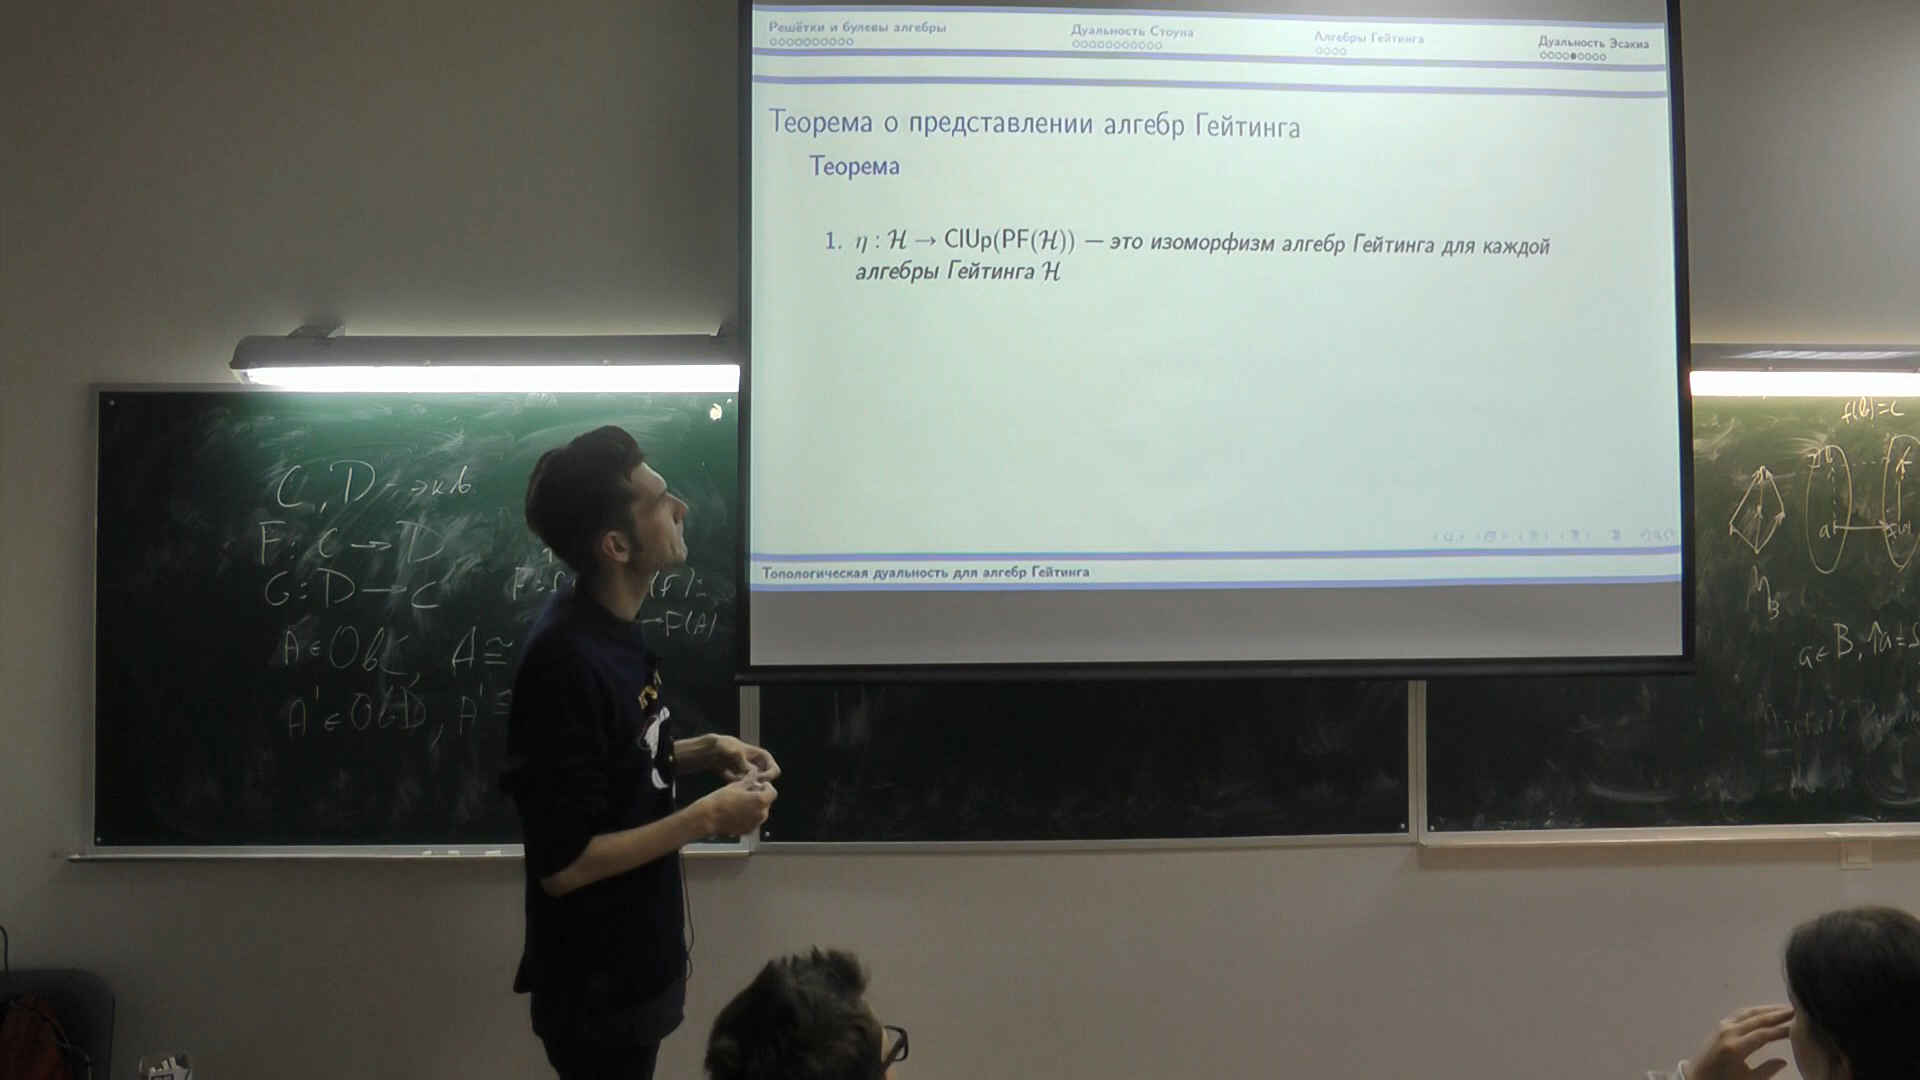 Решётки и булевы алгебры
Дуальность Стоуна
Алгебры Гейтинга
Дуальность Эсакиа
Теорема о представлении алгебр Гейтинга
Теорема
1. η : ℋ → ClUp(PF(ℋ)) — это изоморфизм алгебр Гейтинга для каждой
алгебры Гейтинга ℋ
Топологическая дуальность для алгебр Гейтинга
C, D - экв.
F: C → D
G: D → C
A ∈ Ob C, A ≅
A' ∈ Ob D, A' ≅
→ F(A)
f(b)=c
a
M₃
a ∈ B, ↑a =